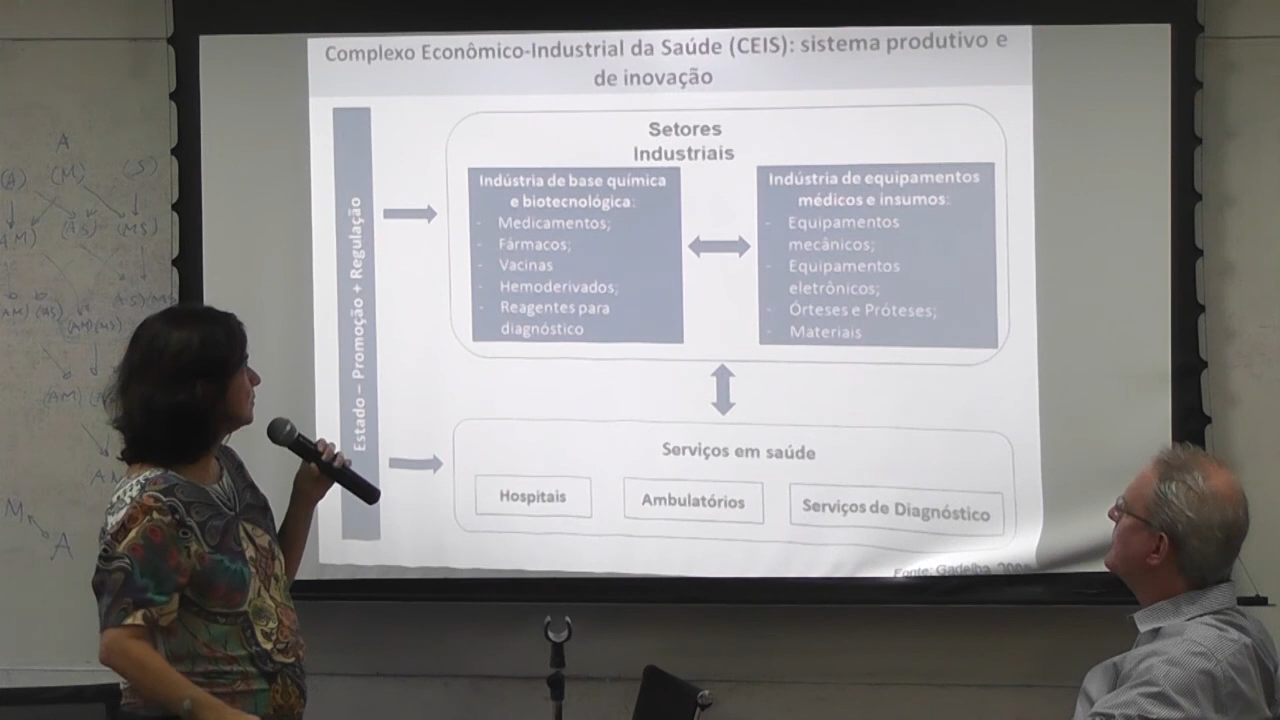 Complexo Econômico-Industrial da Saúde (CEIS): sistema produtivo e
de inovação
Estado – Promoção + Regulação
Setores
Industriais
Indústria de base química
e biotecnológica:
- Medicamentos;
- Fármacos;
- Vacinas
- Hemoderivados;
- Reagentes para
diagnóstico
Indústria de equipamentos
médicos e insumos:
- Equipamentos
mecânicos;
- Equipamentos
eletrônicos;
- Órteses e Próteses;
- Materiais
Serviços em saúde
Hospitais
Ambulatórios
Serviços de Diagnóstico
Fonte: Gadelha,
A
(M)
(S)
(AS)
(MS)
M
A